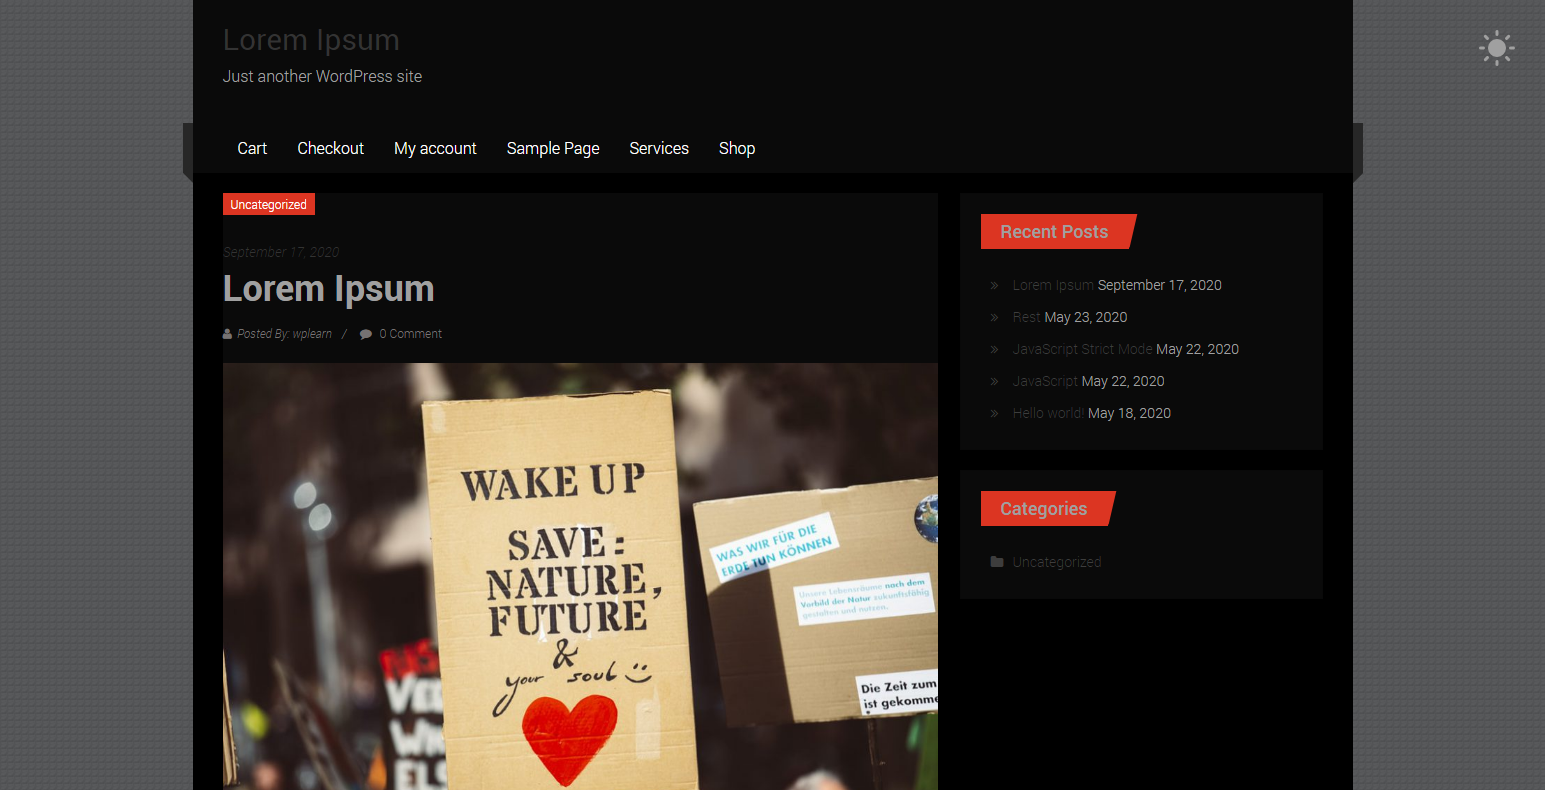 Lorem Ipsum
Just another WordPress site
Cart Checkout My account Sample Page Services Shop
Uncategorized
September 17, 2020
Lorem Ipsum
Posted By: wplearn / 0 Comment
WAKE UP
SAVE:
NATURE,
FUTURE
&
your soul
WAS WIR FÜR DIE
ERDE TUN KÖNNEN
Unsere Lebensräume nach dem
Vorbild der Natur zukunftsfähig
gestalten und nutzen.
Die Zeit zum
ist gekomme
Recent Posts
» Lorem Ipsum September 17, 2020
» Rest May 23, 2020
» JavaScript Strict Mode May 22, 2020
» JavaScript May 22, 2020
» Hello world! May 18, 2020
Categories
Uncategorized